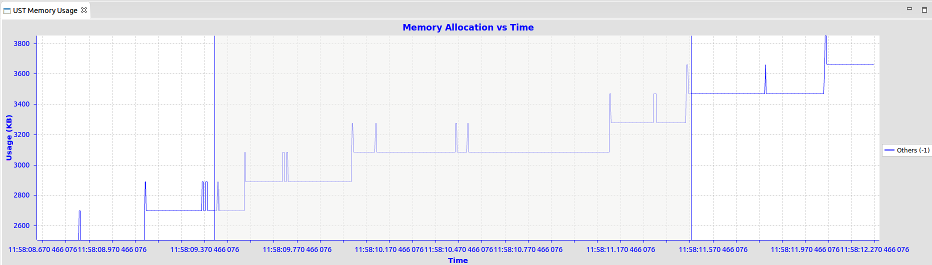 UST Memory Usage
Memory Allocation vs Time
3800
3600
3400
3200
3000
2800
2600
Usage (KB)
Others (-1)
11:58:08.670 466 076 11:58:08.970 466 076 11:58:09.370 466 076 11:58:09.770 466 076 11:58:10.170 466 076 11:58:10.470 466 076 11:58:10.770 466 076 11:58:11.170 466 076 11:58:11.570 466 076 11:58:11.970 466 076 11:58:12.270 466 076
Time